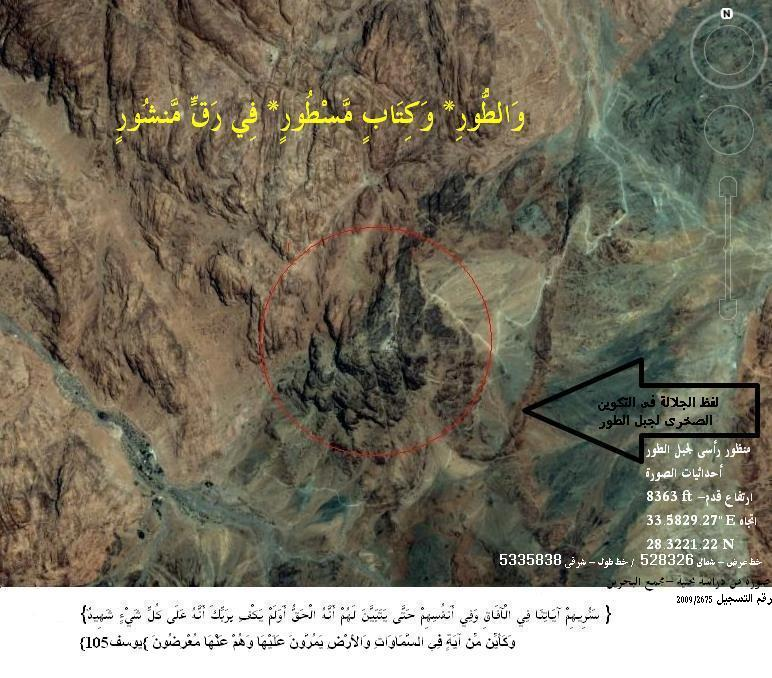 N
وَالطُّورِ* وَكِتَابٍ مَّسْطُورٍ* فِي رَقٍّ مَّنشُورٍ
لفظ الجلالة فى التكوين
الصخرى لجبل الطور
منظور رأسى لجبل الطور
أحداثيات الصورة
ارتفاع قدم– 8363 ft
اتجاه 33.5829.27" E
28.3221.22 N
خط عرض – شمالى 528326 / خط طول – شرقى 5335838
صورة من دراسة بحثية –مجمع البحرين
رقم التسجيل 2009/2675
{ سَنُرِيهِمْ آيَاتِنَا فِي الْآفَاقِ وَفِي أَنفُسِهِمْ حَتَّى يَتَبَيَّنَ لَهُمْ أَنَّهُ الْحَقُّ أَوَلَمْ يَكْفِ بِرَبِّكَ أَنَّهُ عَلَى كُلِّ شَيْءٍ شَهِيدٌ}
وَكَأَيِّن مِّن آيَةٍ فِي السَّمَاوَاتِ وَالأَرْضِ يَمُرُّونَ عَلَيْهَا وَهُمْ عَنْهَا مُعْرِضُونَ }يوسف105{